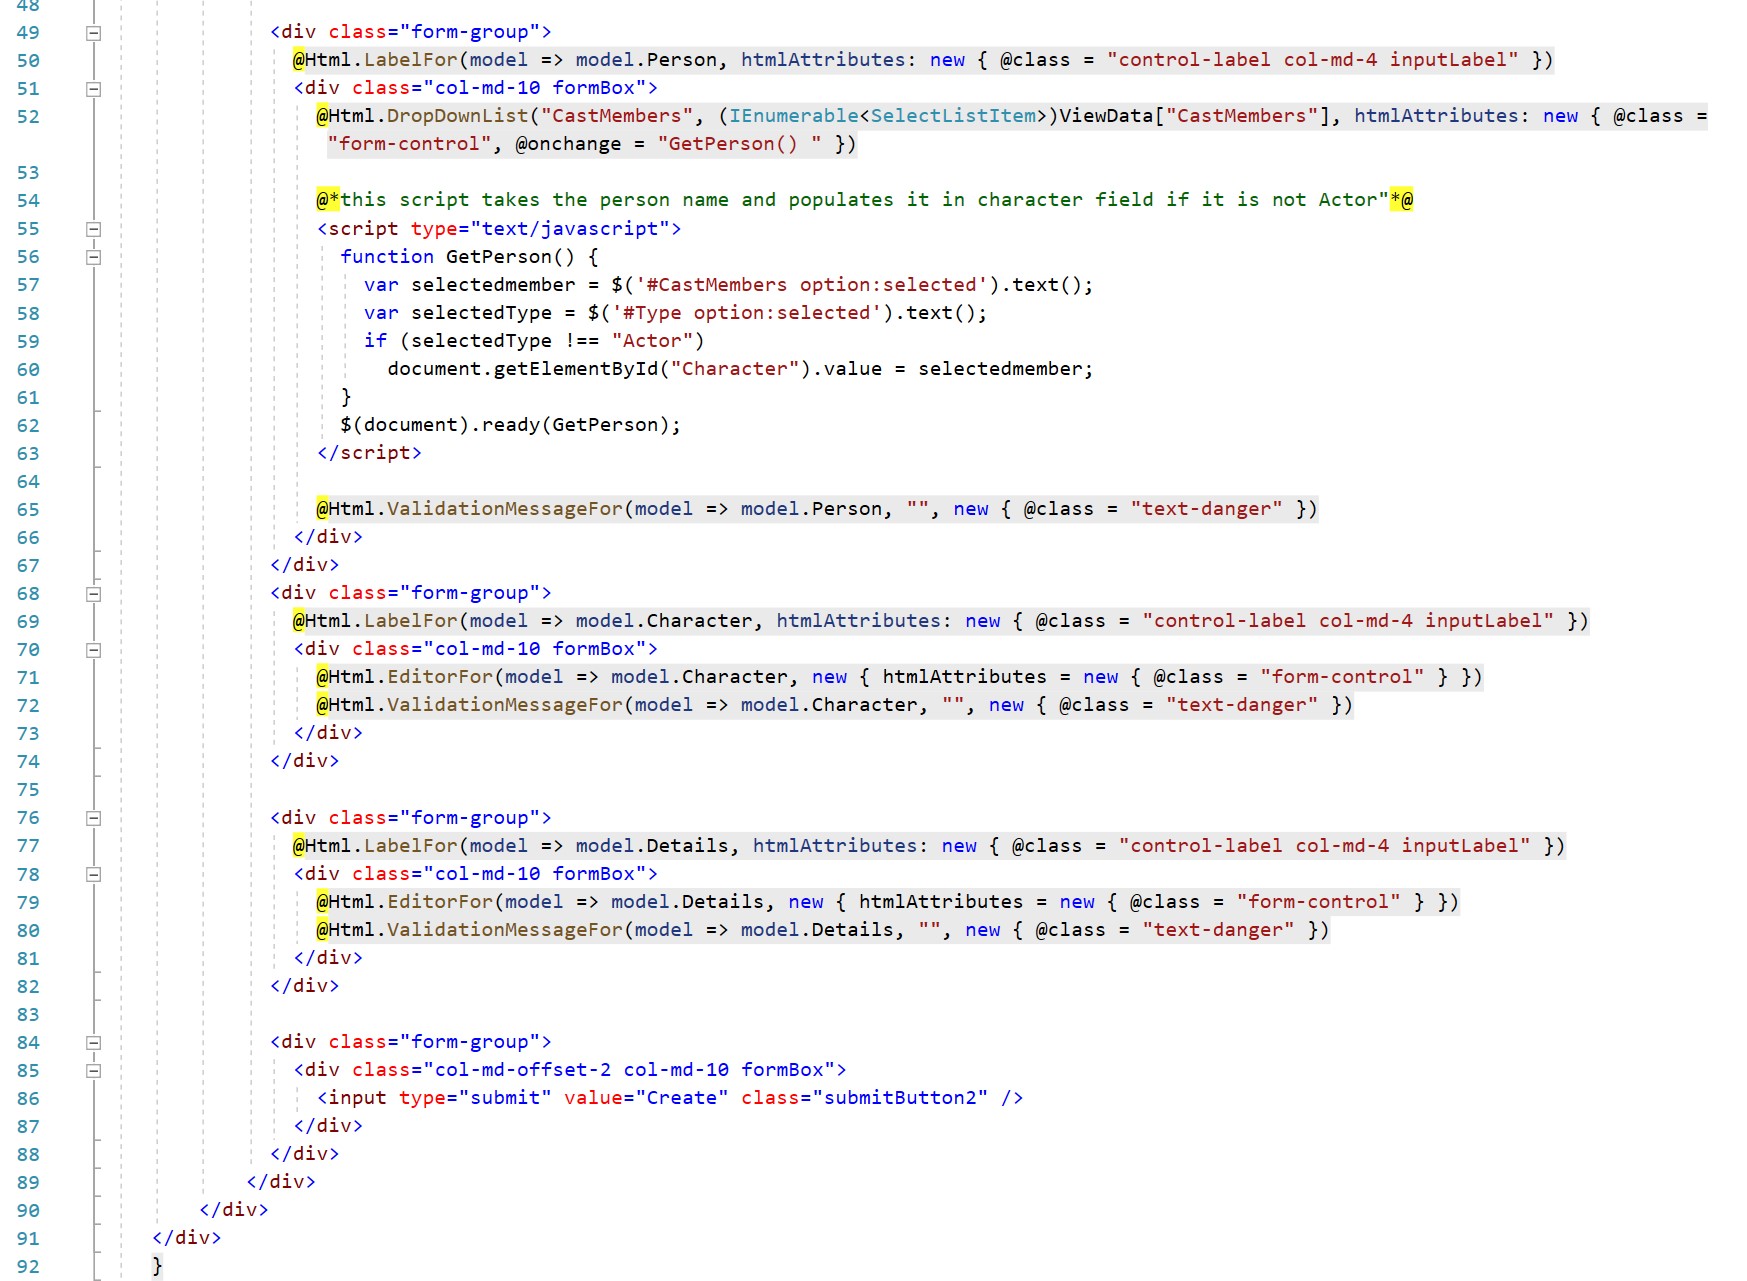 48
49 <div class="form-group">
50 @Html.LabelFor(model => model.Person, htmlAttributes: new { @class = "control-label col-md-4 inputLabel" })
51 <div class="col-md-10 formBox">
52 @Html.DropDownList("CastMembers", (IEnumerable<SelectListItem>)ViewData["CastMembers"], htmlAttributes: new { @class =
"form-control", @onchange = "GetPerson() " })
53
54 @*this script takes the person name and populates it in character field if it is not Actor"*@
55 <script type="text/javascript">
56 function GetPerson() {
57 var selectedmember = $('#CastMembers option:selected').text();
58 var selectedType = $('#Type option:selected').text();
59 if (selectedType !== "Actor")
60 document.getElementById("Character").value = selectedmember;
61 }
62 $(document).ready(GetPerson);
63 </script>
64
65 @Html.ValidationMessageFor(model => model.Person, "", new { @class = "text-danger" })
66 </div>
67 </div>
68 <div class="form-group">
69 @Html.LabelFor(model => model.Character, htmlAttributes: new { @class = "control-label col-md-4 inputLabel" })
70 <div class="col-md-10 formBox">
71 @Html.EditorFor(model => model.Character, new { htmlAttributes = new { @class = "form-control" } })
72 @Html.ValidationMessageFor(model => model.Character, "", new { @class = "text-danger" })
73 </div>
74 </div>
75
76 <div class="form-group">
77 @Html.LabelFor(model => model.Details, htmlAttributes: new { @class = "control-label col-md-4 inputLabel" })
78 <div class="col-md-10 formBox">
79 @Html.EditorFor(model => model.Details, new { htmlAttributes = new { @class = "form-control" } })
80 @Html.ValidationMessageFor(model => model.Details, "", new { @class = "text-danger" })
81 </div>
82 </div>
83
84 <div class="form-group">
85 <div class="col-md-offset-2 col-md-10 formBox">
86 <input type="submit" value="Create" class="submitButton2" />
87 </div>
88 </div>
89 </div>
90 </div>
91 </div>
92 }